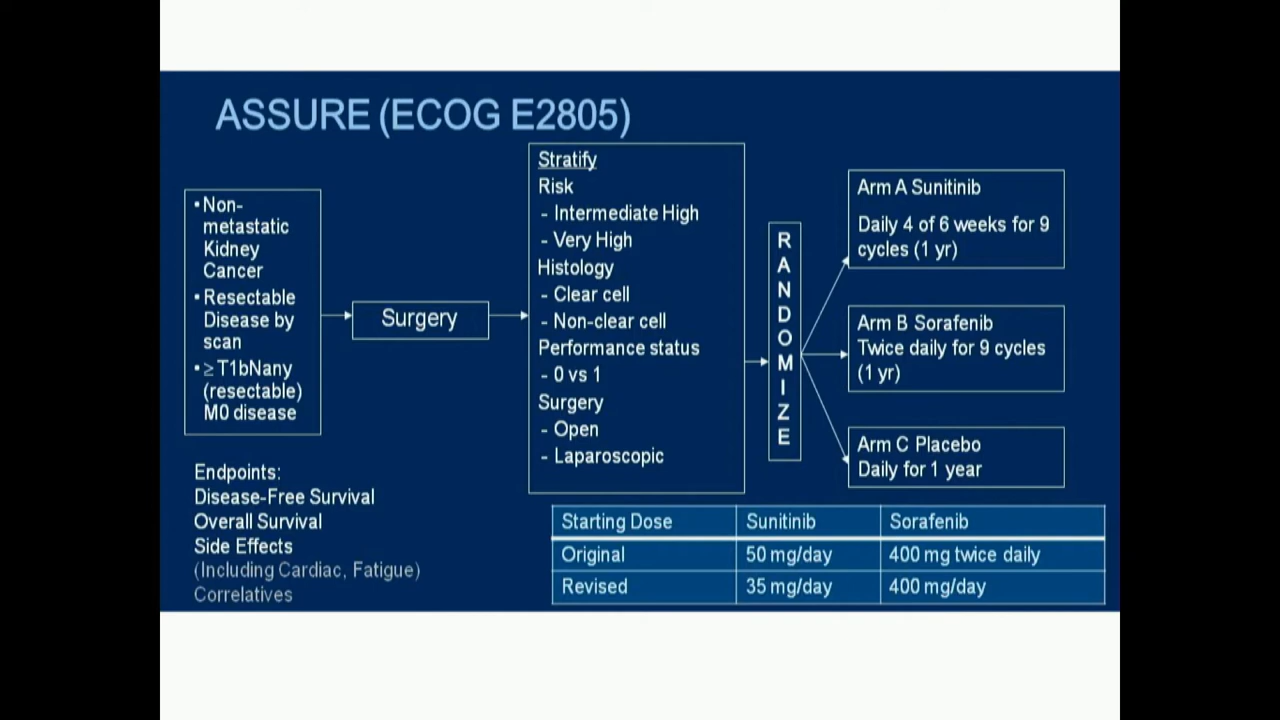 ASSURE (ECOG E2805)
▪Non-
metastatic
Kidney
Cancer
▪Resectable
Disease by
scan
▪≥T1bNany
(resectable)
M0 disease
Surgery
Stratify
Risk
- Intermediate High
- Very High
Histology
- Clear cell
- Non-clear cell
Performance status
- 0 vs 1
Surgery
- Open
- Laparoscopic
RANDOMIZE
Arm A Sunitinib
Daily 4 of 6 weeks for 9
cycles (1 yr)
Arm B Sorafenib
Twice daily for 9 cycles
(1 yr)
Arm C Placebo
Daily for 1 year
Endpoints:
Disease-Free Survival
Overall Survival
Side Effects
(Including Cardiac, Fatigue)
Correlatives
Starting Dose Sunitinib Sorafenib
Original 50 mg/day 400 mg twice daily
Revised 35 mg/day 400 mg/day